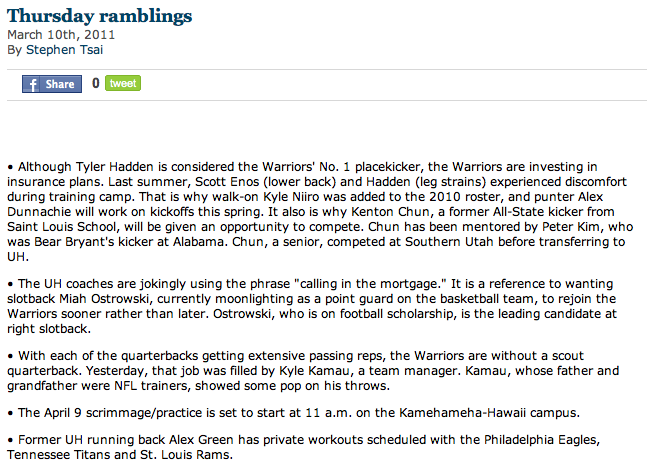 Thursday ramblings
March 10th, 2011
By Stephen Tsai
f Share 0 tweet
• Although Tyler Hadden is considered the Warriors' No. 1 placekicker, the Warriors are investing in
insurance plans. Last summer, Scott Enos (lower back) and Hadden (leg strains) experienced discomfort
during training camp. That is why walk-on Kyle Niiro was added to the 2010 roster, and punter Alex
Dunnachie will work on kickoffs this spring. It also is why Kenton Chun, a former All-State kicker from
Saint Louis School, will be given an opportunity to compete. Chun has been mentored by Peter Kim, who
was Bear Bryant's kicker at Alabama. Chun, a senior, competed at Southern Utah before transferring to
UH.
• The UH coaches are jokingly using the phrase "calling in the mortgage." It is a reference to wanting
slotback Miah Ostrowski, currently moonlighting as a point guard on the basketball team, to rejoin the
Warriors sooner rather than later. Ostrowski, who is on football scholarship, is the leading candidate at
right slotback.
• With each of the quarterbacks getting extensive passing reps, the Warriors are without a scout
quarterback. Yesterday, that job was filled by Kyle Kamau, a team manager. Kamau, whose father and
grandfather were NFL trainers, showed some pop on his throws.
• The April 9 scrimmage/practice is set to start at 11 a.m. on the Kamehameha-Hawaii campus.
• Former UH running back Alex Green has private workouts scheduled with the Philadelphia Eagles,
Tennessee Titans and St. Louis Rams.